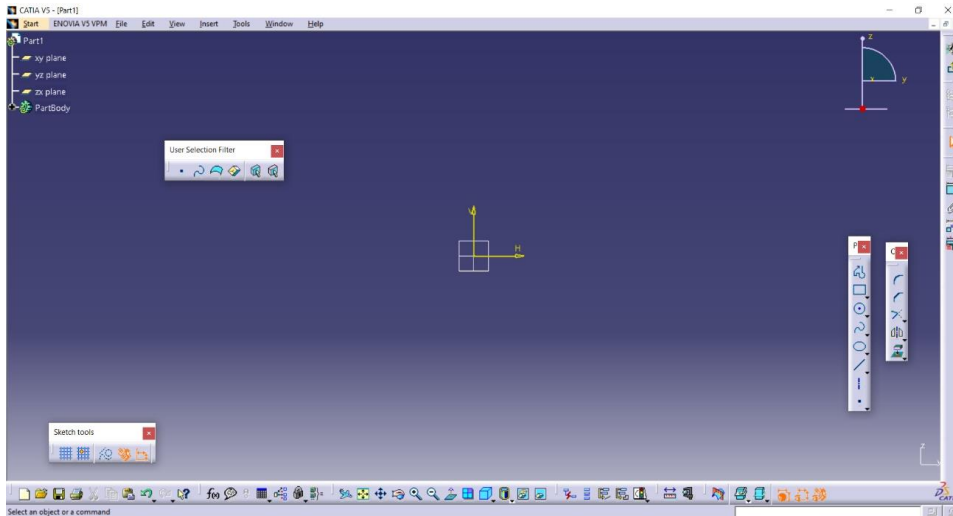 CATIA V5 - [Part1]
Start ENOVIA V5 VPM File Edit View Insert Tools Window Help
Part1
xy plane
yz plane
zx plane
PartBody
z
x
y
User Selection Filter
V
H
P
C
Sketch tools
z
f(x)
CATIA
Select an object or a command